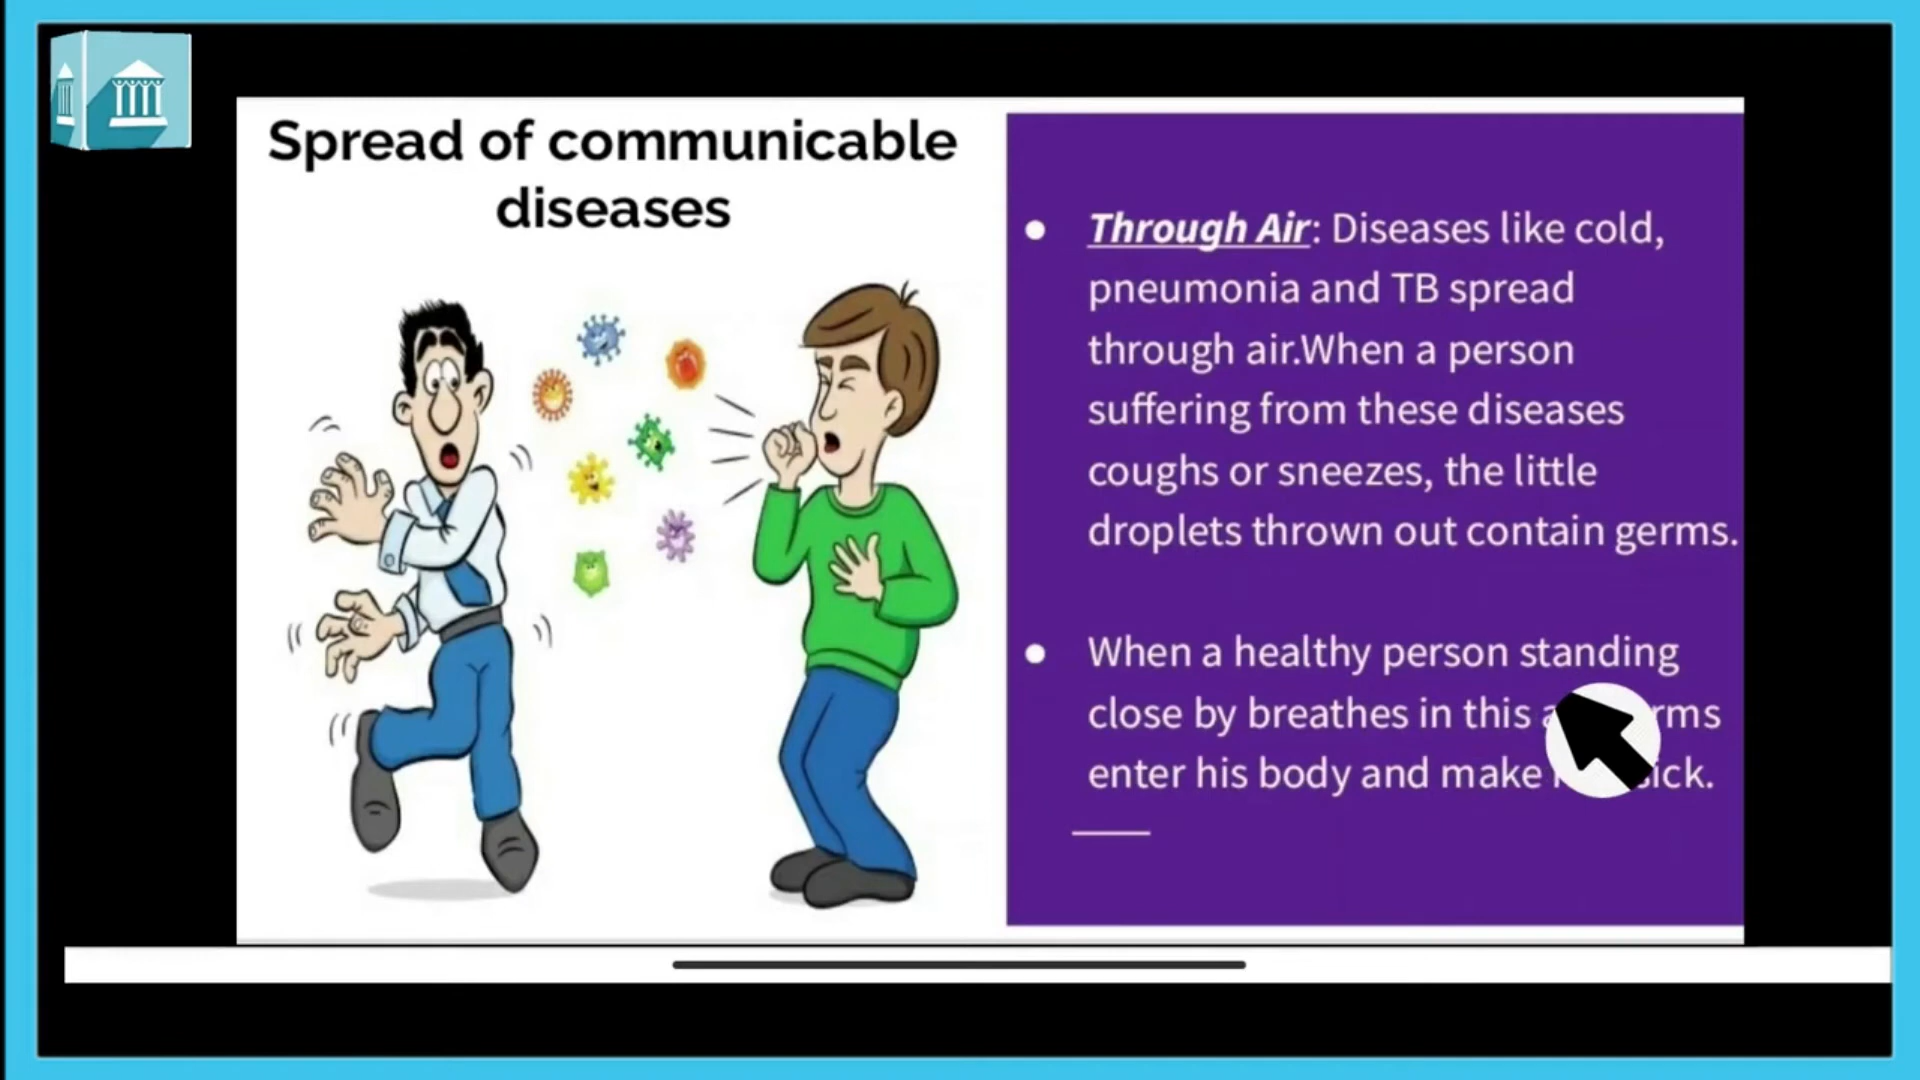 Spread of communicable
diseases
Through Air: Diseases like cold,
pneumonia and TB spread
through air.When a person
suffering from these diseases
coughs or sneezes, the little
droplets thrown out contain germs.
When a healthy person standing
close by breathes in this
enter his body and make sick.